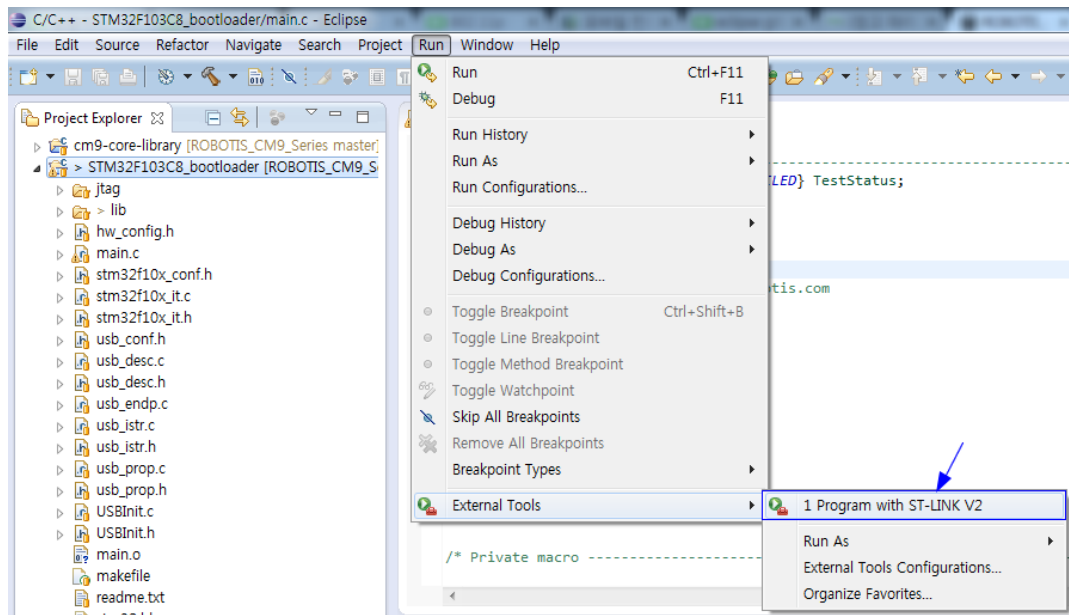 C/C++ - STM32F103C8_bootloader/main.c - Eclipse
File Edit Source Refactor Navigate Search Project Run Window Help
Project Explorer
cm9-core-library [ROBOTIS_CM9_Series master]
> STM32F103C8_bootloader [ROBOTIS_CM9_S
jtag
> lib
hw_config.h
main.c
stm32f10x_conf.h
stm32f10x_it.c
stm32f10x_it.h
usb_conf.h
usb_desc.c
usb_desc.h
usb_endp.c
usb_istr.c
usb_istr.h
usb_prop.c
usb_prop.h
USBInit.c
USBInit.h
main.o
makefile
readme.txt
Run Ctrl+F11
Debug F11
Run History
Run As
Run Configurations...
Debug History
Debug As
Debug Configurations...
Toggle Breakpoint Ctrl+Shift+B
Toggle Line Breakpoint
Toggle Method Breakpoint
Toggle Watchpoint
Skip All Breakpoints
Remove All Breakpoints
Breakpoint Types
External Tools
1 Program with ST-LINK V2
Run As
External Tools Configurations...
Organize Favorites...
LED} TestStatus;
tis.com
/* Private macro -----------------------